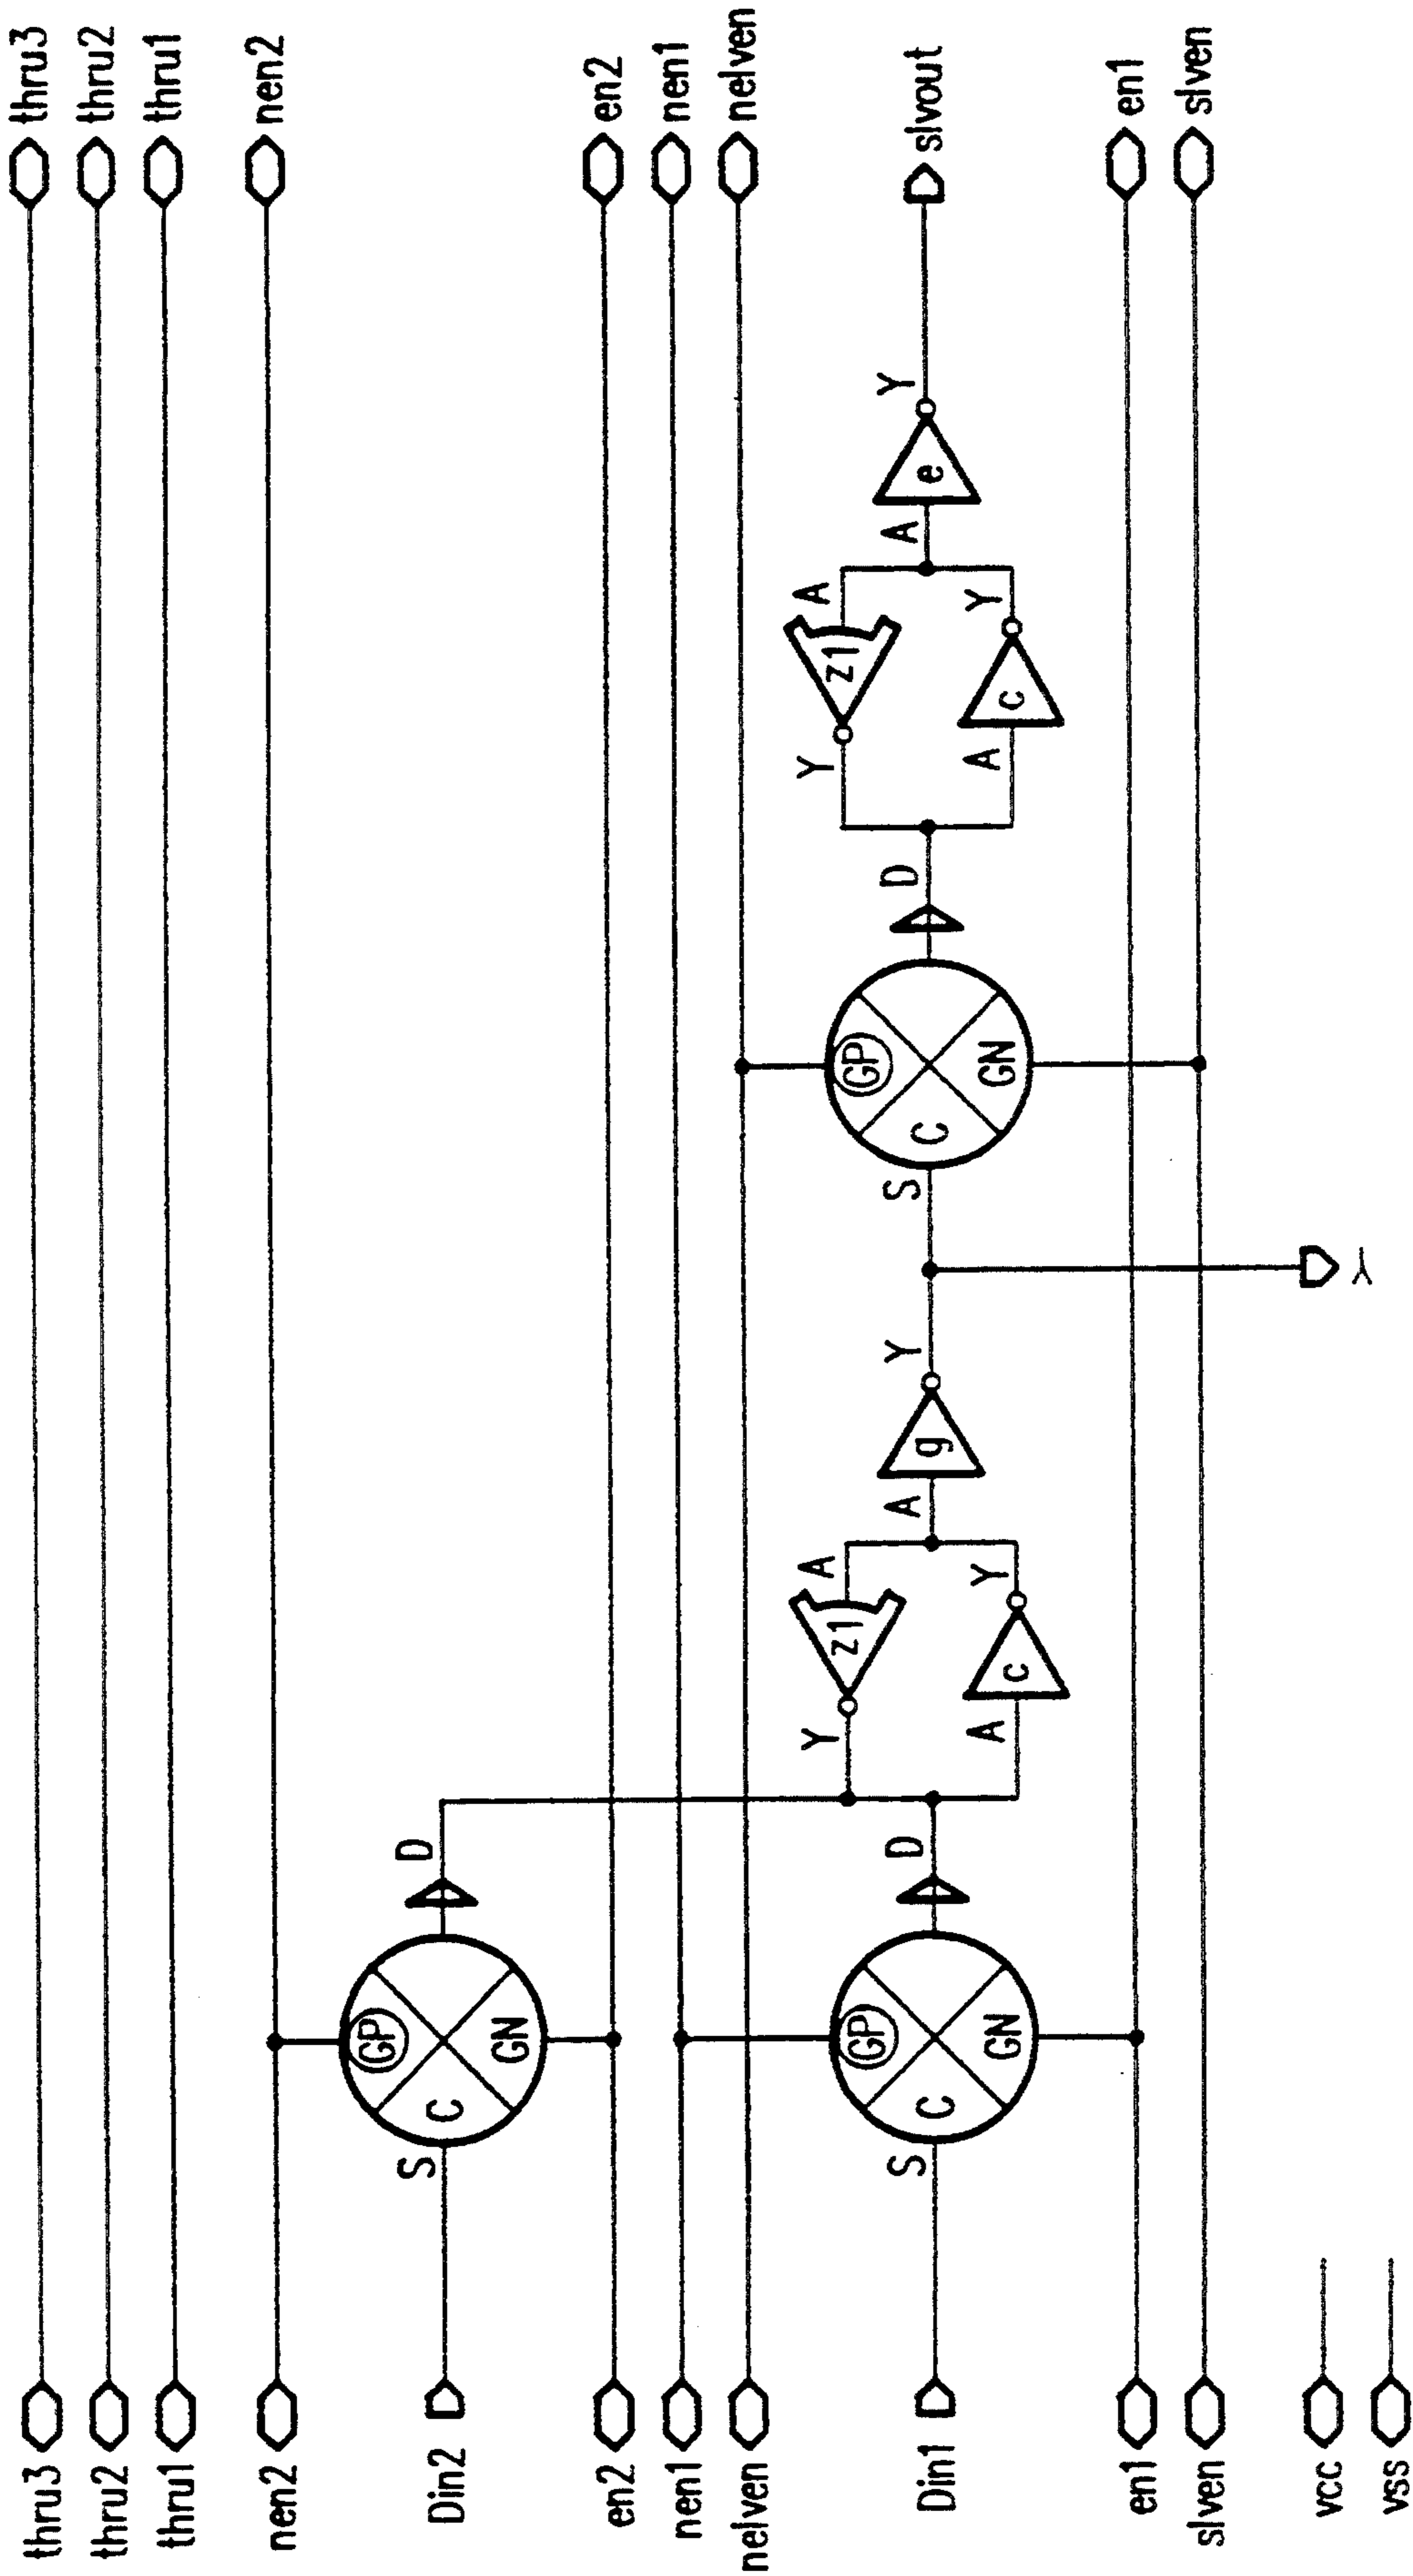 thru3 thru3
thru2 thru2
thru1 thru1
nen2 nen2
GP
Din2 S C D
GN
en2 en2
nen1 nen1
nelven nelven
GP Y z1 A GP Y z1 A
Din1 S C D A g Y S C D A e Y slvout
GN A c Y GN A c Y
en1 en1
slven slven
vcc Y
vss